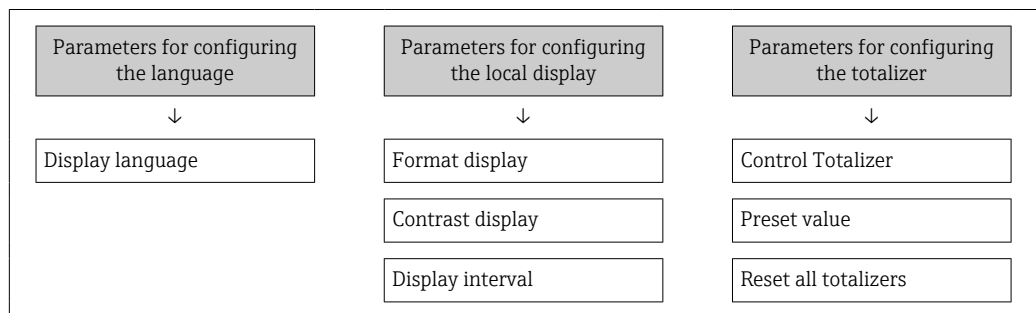 Parameters for configuring
the language
↓
Display language
Parameters for configuring
the local display
↓
Format display
Contrast display
Display interval
Parameters for configuring
the totalizer
↓
Control Totalizer
Preset value
Reset all totalizers